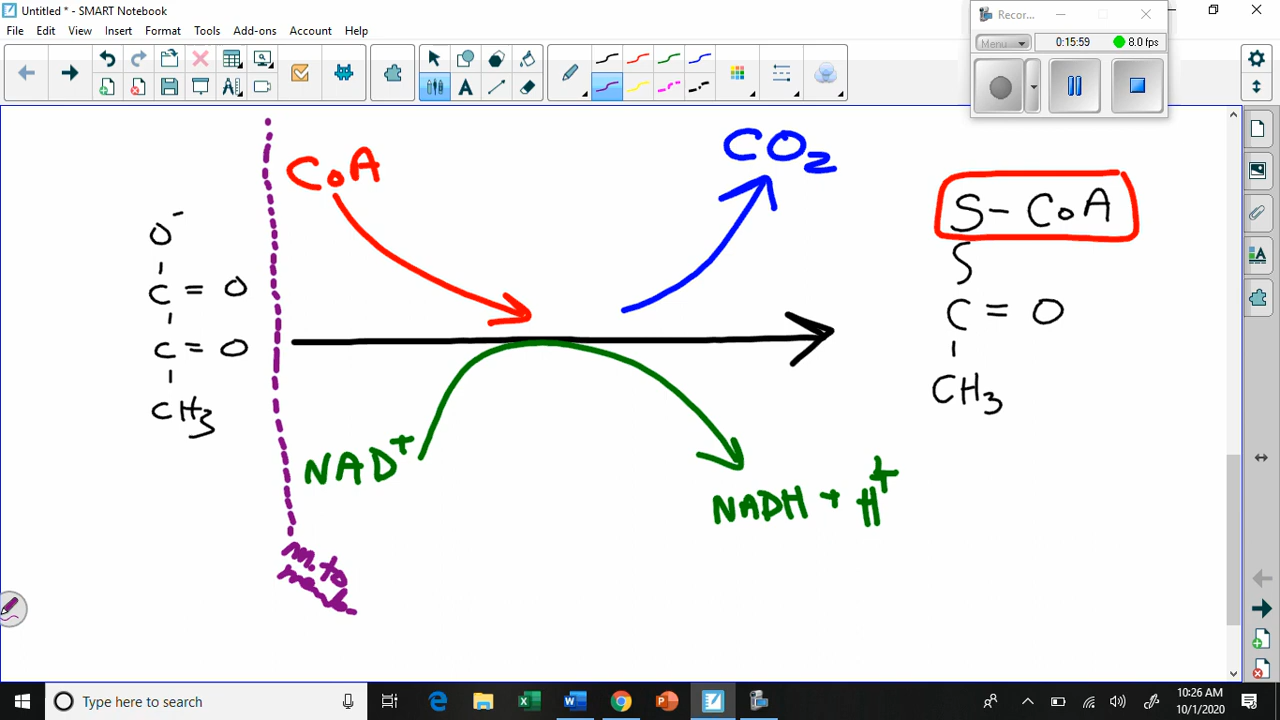 Untitled * - SMART Notebook
File Edit View Insert Format Tools Add-ons Account Help
Recor...
Menu
0:15:59
8.0 fps
CoA
CO2
S - CoA
S
O-
C = O
C = O
CH3
C = O
CH3
NAD+
NADH + H+
mito
Type here to search
10:26 AM
10/1/2020